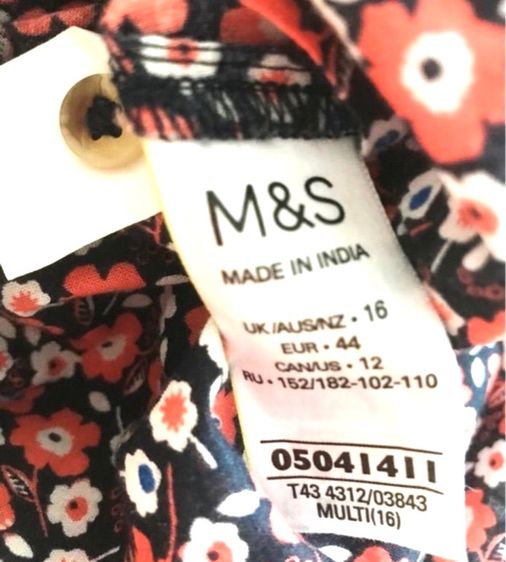 M&S
MADE IN INDIA
UK/AUS/NZ • 16
EUR • 44
CAN/US • 12
RU • 152/182-102-110
05041411
T43 4312/03843
MULTI(16)